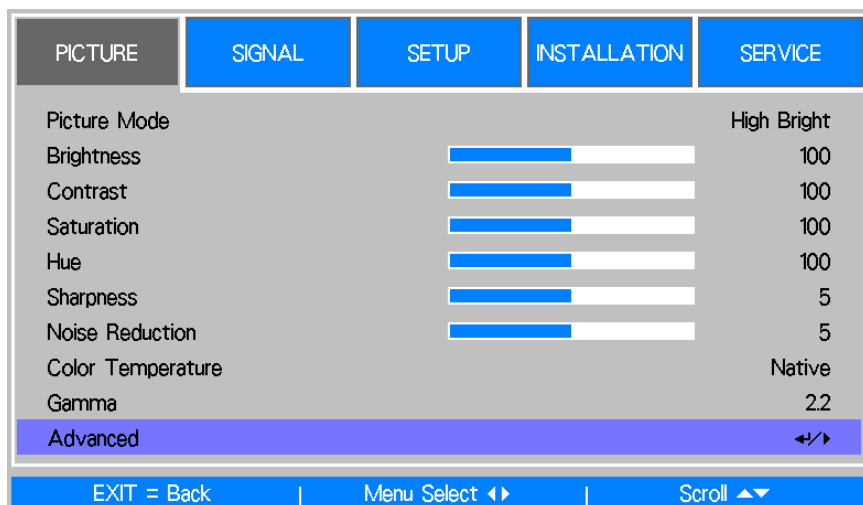 PICTURE SIGNAL SETUP INSTALLATION SERVICE
Picture Mode High Bright
Brightness 100
Contrast 100
Saturation 100
Hue 100
Sharpness 5
Noise Reduction 5
Color Temperature Native
Gamma 2.2
Advanced ↵/▶
EXIT = Back | Menu Select ◀▶ | Scroll ▲▼